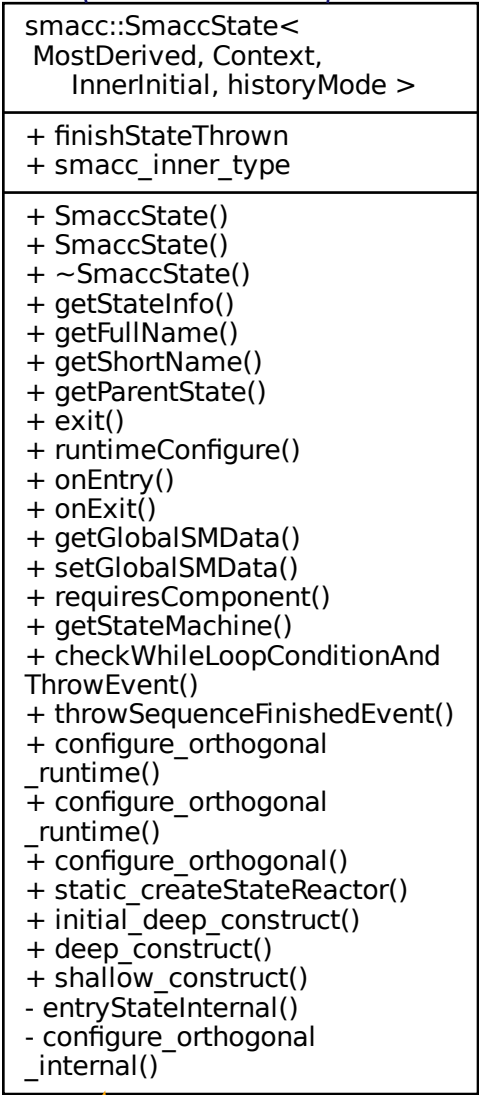 smacc::SmaccState<
MostDerived, Context,
InnerInitial, historyMode >
+ finishStateThrown
+ smacc_inner_type
+ SmaccState()
+ SmaccState()
+ ~SmaccState()
+ getStateInfo()
+ getFullName()
+ getShortName()
+ getParentState()
+ exit()
+ runtimeConfigure()
+ onEntry()
+ onExit()
+ getGlobalSMData()
+ setGlobalSMData()
+ requiresComponent()
+ getStateMachine()
+ checkWhileLoopConditionAnd
ThrowEvent()
+ throwSequenceFinishedEvent()
+ configure_orthogonal
_runtime()
+ configure_orthogonal
_runtime()
+ configure_orthogonal()
+ static_createStateReactor()
+ initial_deep_construct()
+ deep_construct()
+ shallow_construct()
- entryStateInternal()
- configure_orthogonal
_internal()